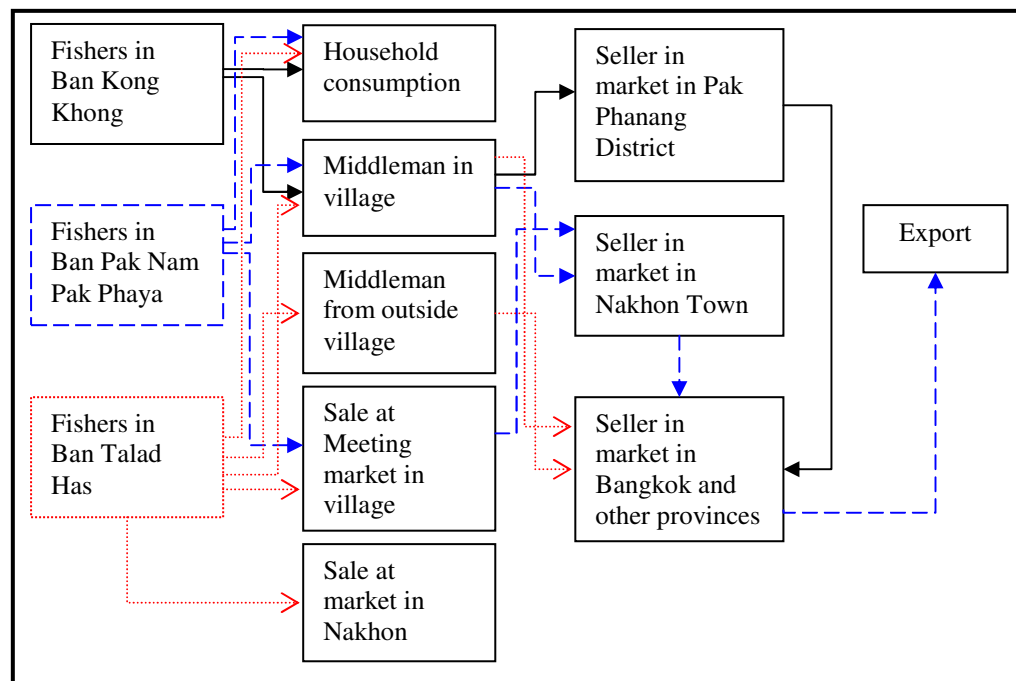 Fishers in
Ban Kong
Khong
Household
consumption
Seller in
market in Pak
Phanang
District
Middleman in
village
Fishers in
Ban Pak Nam
Pak Phaya
Seller in
market in
Nakhon Town
Export
Middleman
from outside
village
Fishers in
Ban Talad
Has
Sale at
Meeting
market in
village
Seller in
market in
Bangkok and
other provinces
Sale at
market in
Nakhon